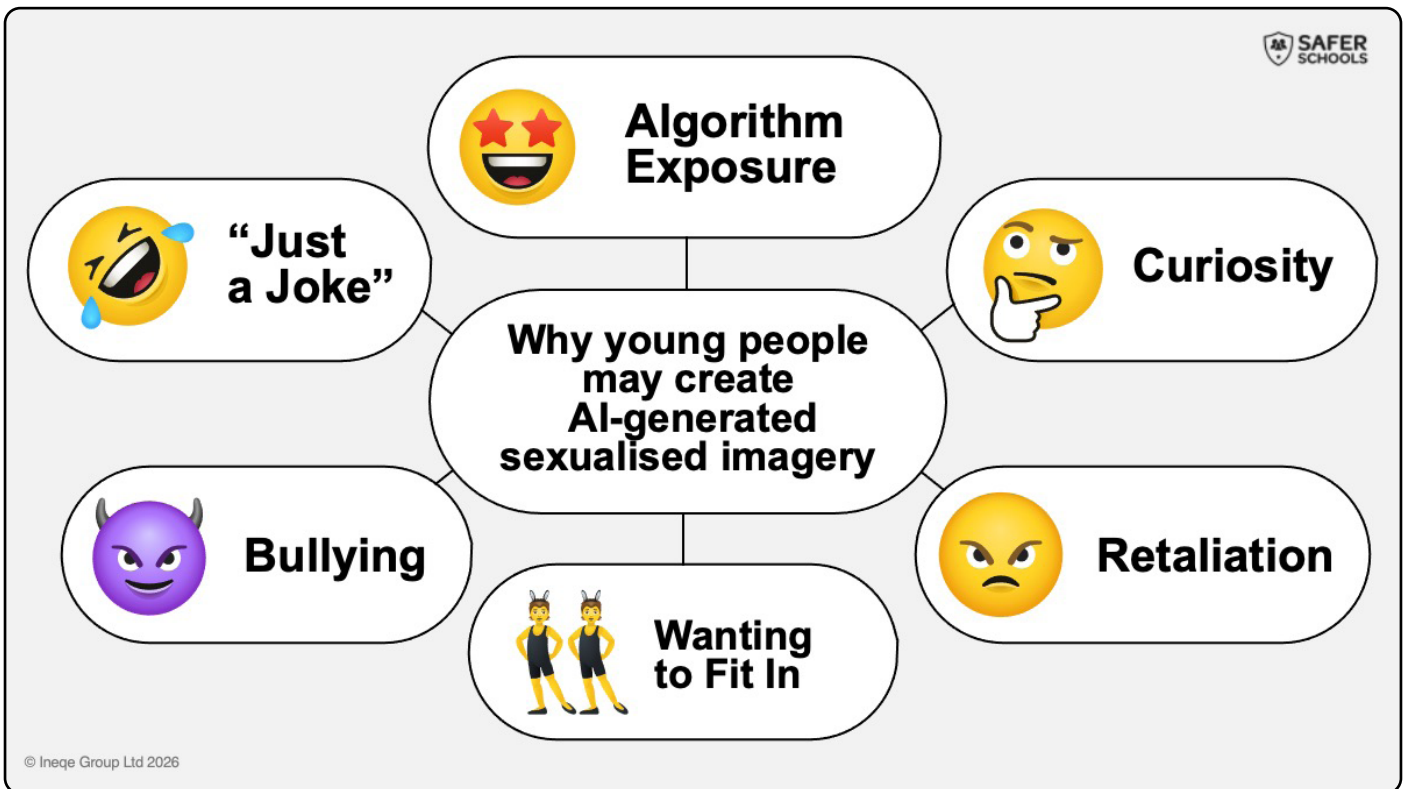 SAFER
SCHOOLS
Algorithm
Exposure
“Just
a Joke”
Curiosity
Why young people
may create
AI-generated
sexualised imagery
Bullying
Retaliation
Wanting
to Fit In
© Ineqe Group Ltd 2026